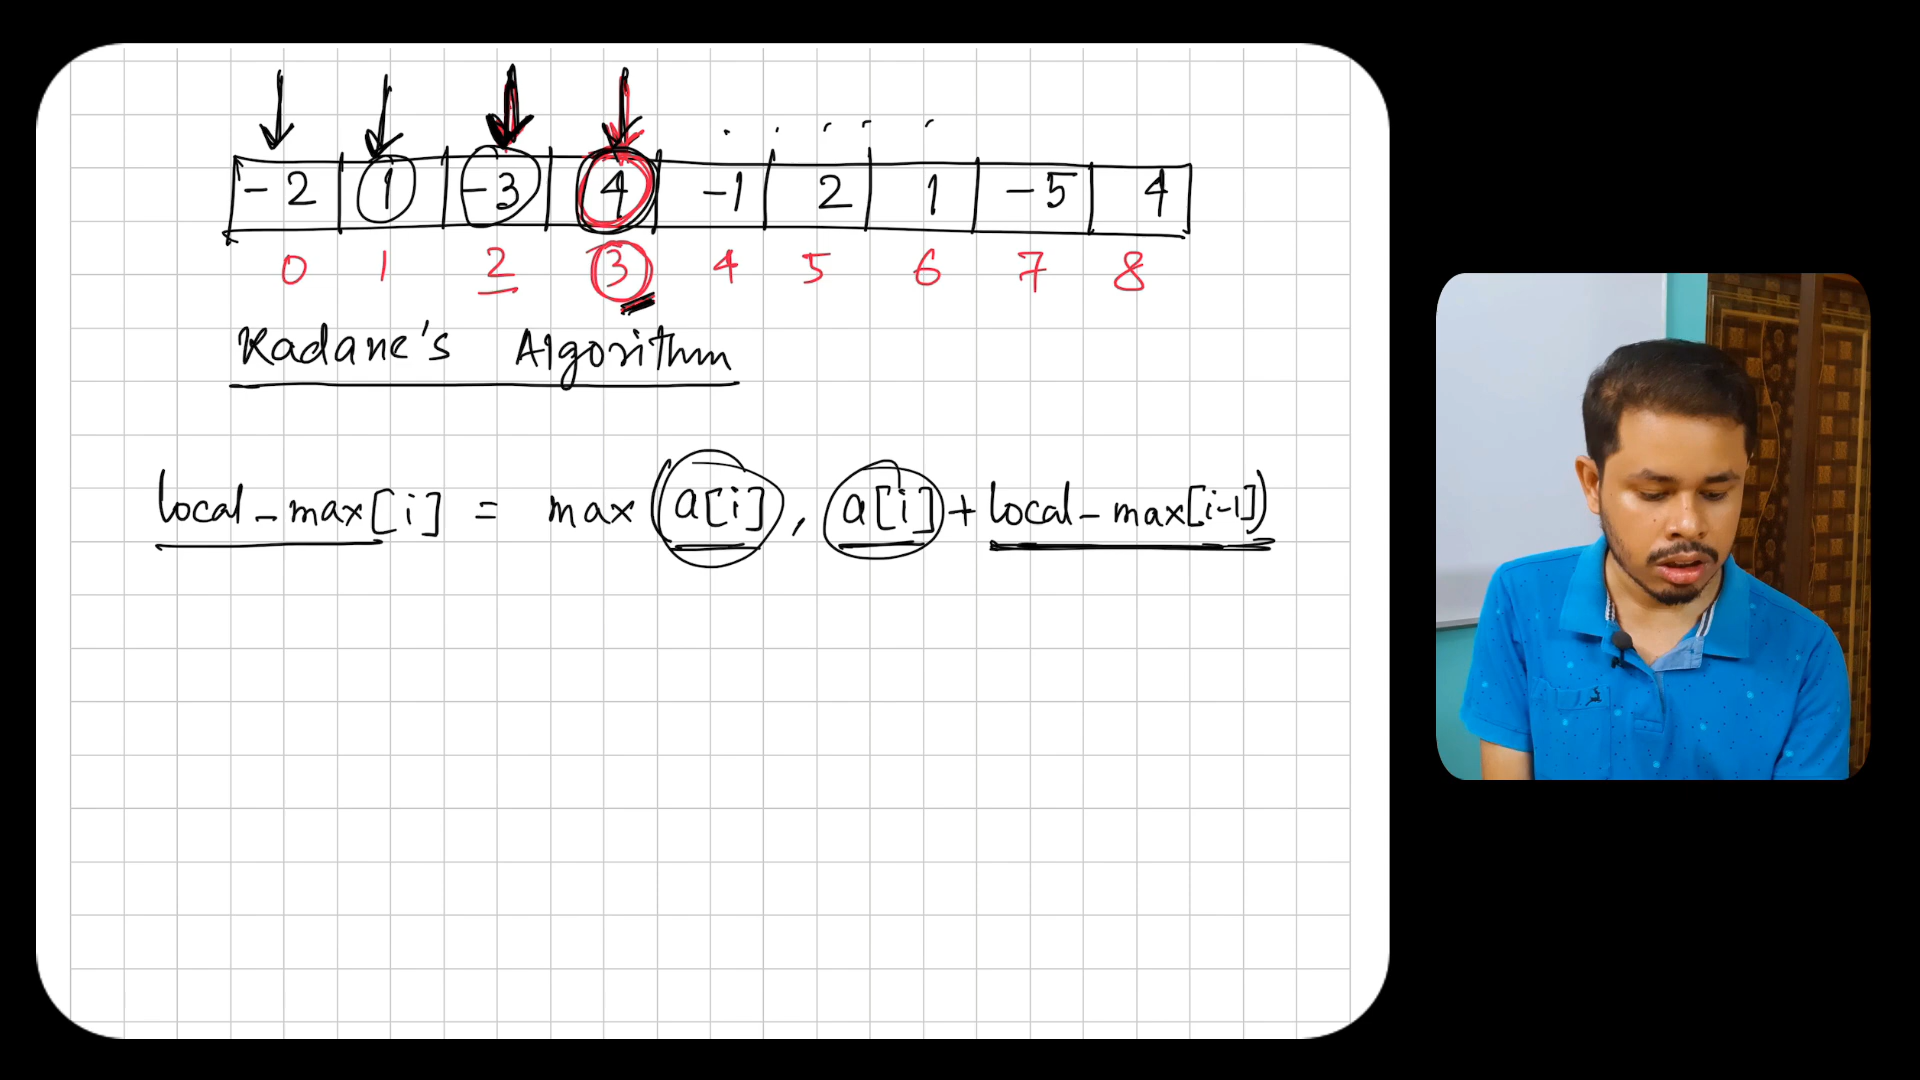 -2 1 -3 4 -1 2 1 -5 4
0 1 2 3 4 5 6 7 8
Kadane's Algorithm
local_max[i] = max(a[i], a[i]+local_max[i-1])